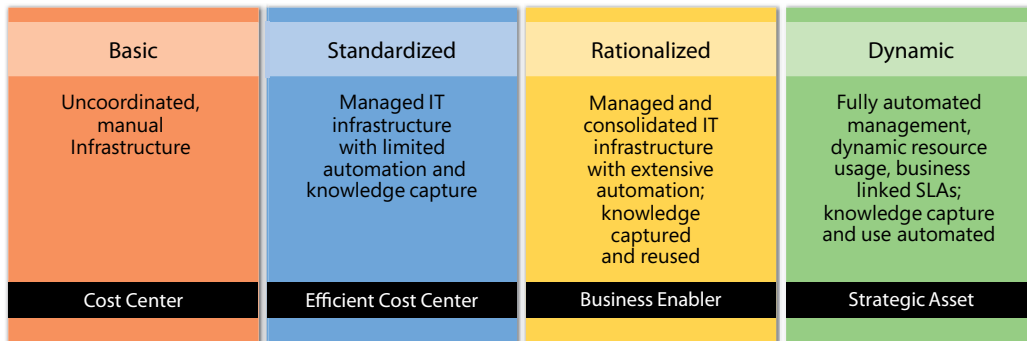 Basic
Uncoordinated,
manual
Infrastructure
Cost Center
Standardized
Managed IT
infrastructure
with limited
automation and
knowledge capture
Efficient Cost Center
Rationalized
Managed and
consolidated IT
infrastructure
with extensive
automation;
knowledge
captured
and reused
Business Enabler
Dynamic
Fully automated
management,
dynamic resource
usage, business
linked SLAs;
knowledge capture
and use automated
Strategic Asset